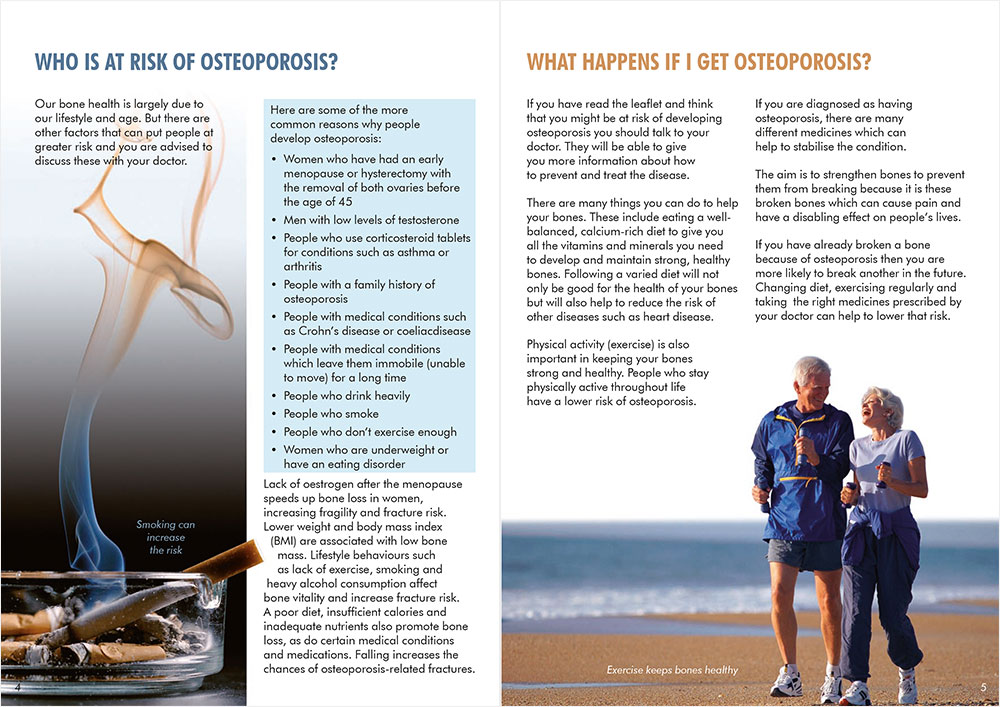 WHO IS AT RISK OF OSTEOPOROSIS?
Our bone health is largely due to
our lifestyle and age. But there are
other factors that can put people at
greater risk and you are advised to
discuss these with your doctor.
Smoking can
increase
the risk
4
Here are some of the more
common reasons why people
develop osteoporosis:
• Women who have had an early
menopause or hysterectomy with
the removal of both ovaries before
the age of 45
• Men with low levels of testosterone
• People who use corticosteroid tablets
for conditions such as asthma or
arthritis
• People with a family history of
osteoporosis
• People with medical conditions such
as Crohn's disease or coeliacdisease
• People with medical conditions
which leave them immobile (unable
to move) for a long time
• People who drink heavily
• People who smoke
• People who don't exercise enough
• Women who are underweight or
have an eating disorder
Lack of oestrogen after the menopause
speeds up bone loss in women,
increasing fragility and fracture risk.
Lower weight and body mass index
(BMI) are associated with low bone
mass. Lifestyle behaviours such
as lack of exercise, smoking and
heavy alcohol consumption affect
bone vitality and increase fracture risk.
A poor diet, insufficient calories and
inadequate nutrients also promote bone
loss, as do certain medical conditions
and medications. Falling increases the
chances of osteoporosis-related fractures.
WHAT HAPPENS IF I GET OSTEOPOROSIS?
If you have read the leaflet and think
that you might be at risk of developing
osteoporosis you should talk to your
doctor. They will be able to give
you more information about how
to prevent and treat the disease.
There are many things you can do to help
your bones. These include eating a well-
balanced, calcium-rich diet to give you
all the vitamins and minerals you need
to develop and maintain strong, healthy
bones. Following a varied diet will not
only be good for the health of your bones
but will also help to reduce the risk of
other diseases such as heart disease.
Physical activity (exercise) is also
important in keeping your bones
strong and healthy. People who stay
physically active throughout life
have a lower risk of osteoporosis.
If you are diagnosed as having
osteoporosis, there are many
different medicines which can
help to stabilise the condition.
The aim is to strengthen bones to prevent
them from breaking because it is these
broken bones which can cause pain and
have a disabling effect on people's lives.
If you have already broken a bone
because of osteoporosis then you are
more likely to break another in the future.
Changing diet, exercising regularly and
taking  the right medicines prescribed by
your doctor can help to lower that risk.
Exercise keeps bones healthy
5